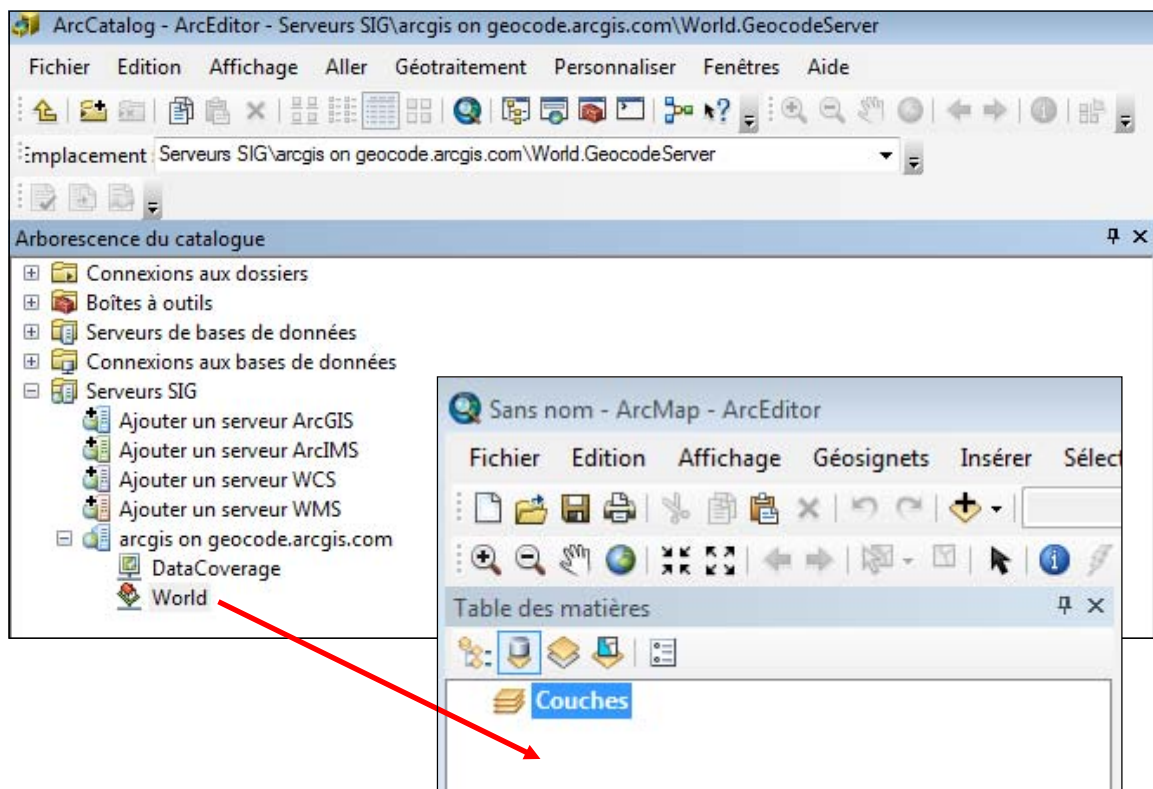 ArcCatalog - ArcEditor - Serveurs SIG\arcgis on geocode.arcgis.com\World.GeocodeServer
Fichier Edition Affichage Aller Géotraitement Personnaliser Fenêtres Aide
Emplacement: Serveurs SIG\arcgis on geocode.arcgis.com\World.GeocodeServer
Arborescence du catalogue
Connexions aux dossiers
Boîtes à outils
Serveurs de bases de données
Connexions aux bases de données
Serveurs SIG
Ajouter un serveur ArcGIS
Ajouter un serveur ArcIMS
Ajouter un serveur WCS
Ajouter un serveur WMS
arcgis on geocode.arcgis.com
DataCoverage
World
Sans nom - ArcMap - ArcEditor
Fichier Edition Affichage Géosignets Insérer Sélec
Table des matières
Couches